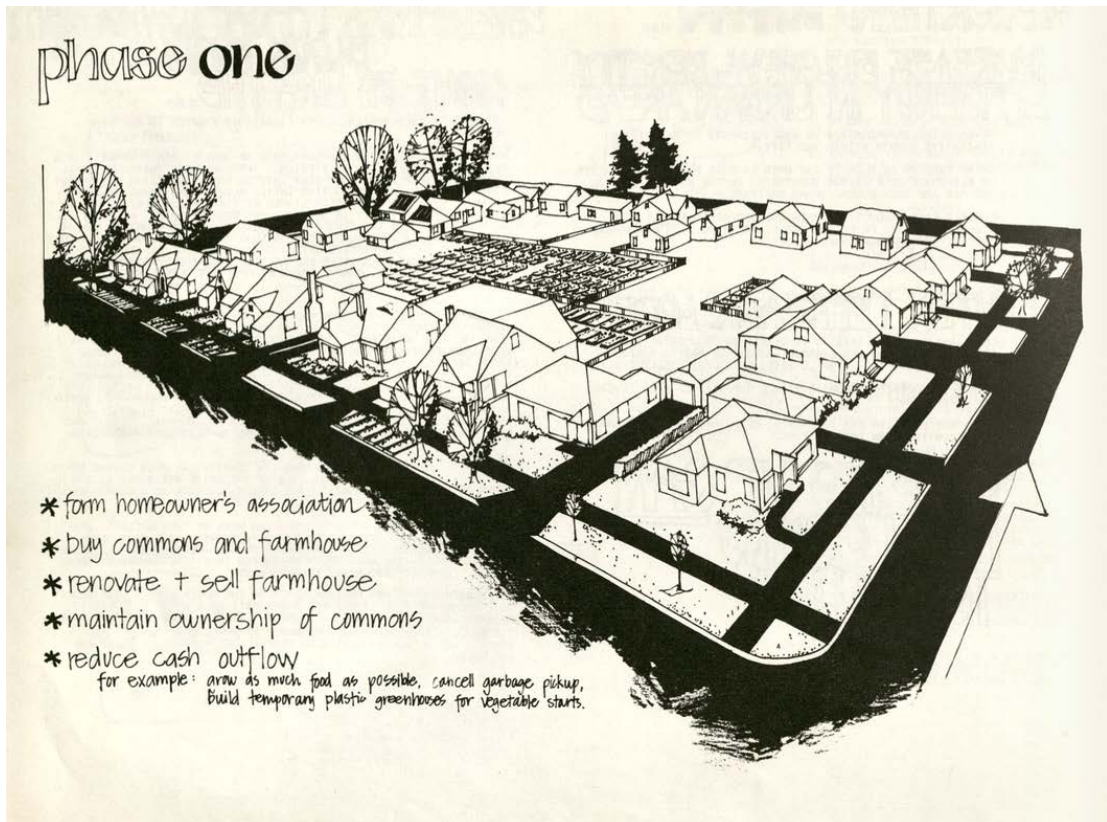 phase one
* form homeowner's association
* buy commons and farmhouse
* renovate + sell farmhouse
* maintain ownership of commons
* reduce cash outflow
for example: grow as much food as possible, cancell garbage pickup,
Build temporary plastic greenhouses for vegetable starts.